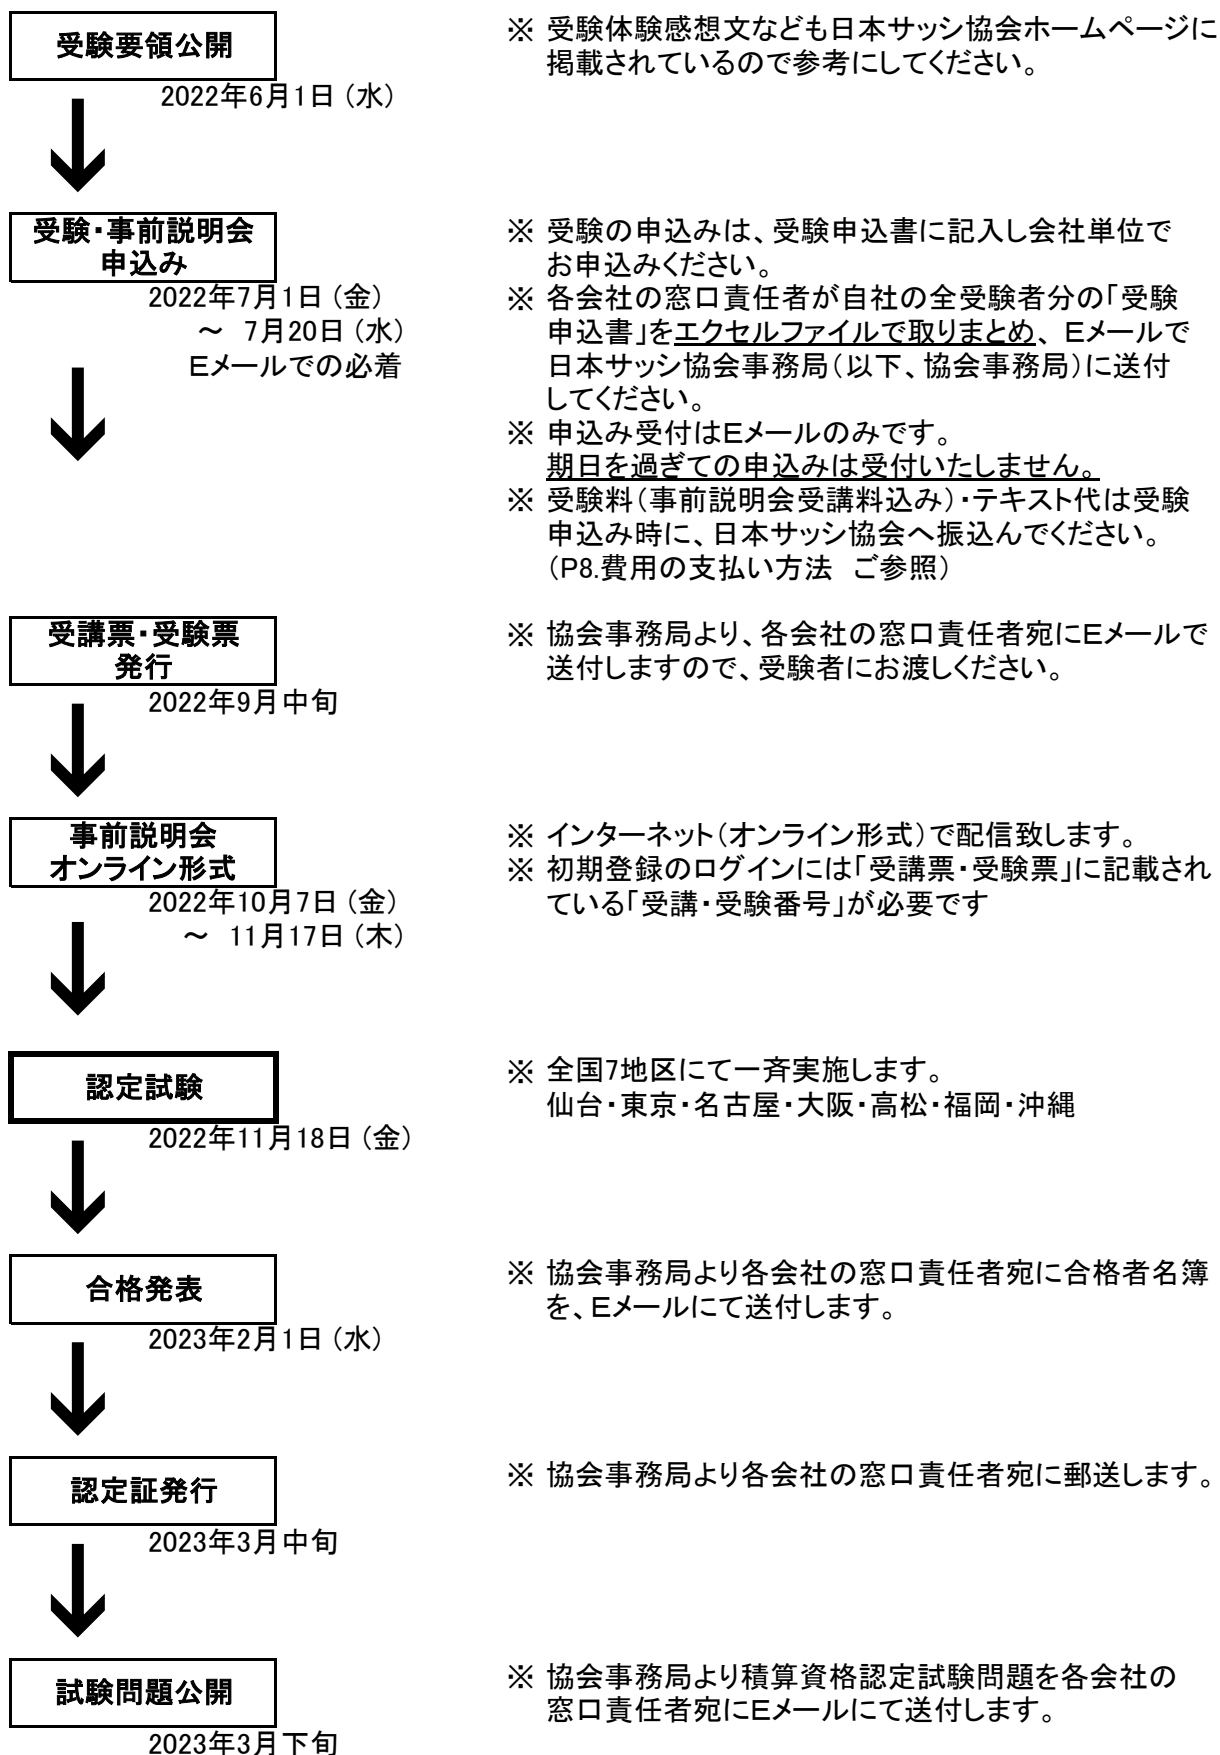 受験要領公開
2022年6月1日（水）
※ 受験体験感想文なども日本サッシ協会ホームページに
掲載されているので参考にしてください。
受験・事前説明会
申込み
2022年7月1日（金）
～ 7月20日（水）
Eメールでの必着
※ 受験の申込みは、受験申込書に記入し会社単位で
お申込みください。
※ 各会社の窓口責任者が自社の全受験者分の「受験
申込書」をエクセルファイルで取りまとめ、Eメールで
日本サッシ協会事務局（以下、協会事務局）に送付
してください。
※ 申込み受付はEメールのみです。
期日を過ぎての申込みは受付いたしません。
※ 受験料（事前説明会受講料込み）・テキスト代は受験
申込み時に、日本サッシ協会へ振込んでください。
（P8.費用の支払い方法　ご参照）
受講票・受験票
発行
2022年9月中旬
※ 協会事務局より、各会社の窓口責任者宛にEメールで
送付しますので、受験者にお渡しください。
事前説明会
オンライン形式
2022年10月7日（金）
～ 11月17日（木）
※ インターネット（オンライン形式）で配信致します。
※ 初期登録のログインには「受講票・受験票」に記載され
ている「受講・受験番号」が必要です
認定試験
2022年11月18日（金）
※ 全国7地区にて一斉実施します。
仙台・東京・名古屋・大阪・高松・福岡・沖縄
合格発表
2023年2月1日（水）
※ 協会事務局より各会社の窓口責任者宛に合格者名簿
を、Eメールにて送付します。
認定証発行
2023年3月中旬
※ 協会事務局より各会社の窓口責任者宛に郵送します。
試験問題公開
2023年3月下旬
※ 協会事務局より積算資格認定試験問題を各会社の
窓口責任者宛にEメールにて送付します。